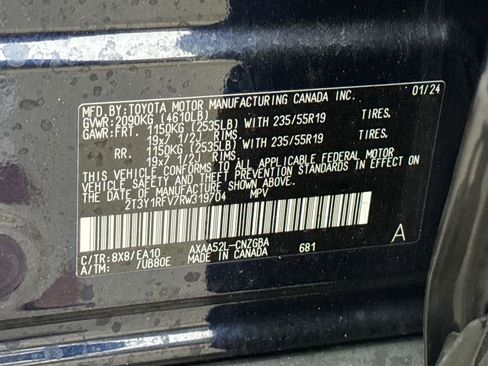 MFD. BY: TOYOTA MOTOR MANUFACTURING CANADA INC. 01/24
GVWR: 2090KG (4610LB)
GAWR: FRT. 1150KG (2535LB) WITH 235/55R19 TIRES.
19x7 1/2J RIMS.
RR. 1150KG (2535LB) WITH 235/55R19 TIRES.
19x7 1/2J RIMS.
THIS VEHICLE CONFORMS TO ALL APPLICABLE FEDERAL MOTOR
VEHICLE SAFETY AND THEFT PREVENTION STANDARDS IN EFFECT ON
THE DATE OF MANUFACTURE SHOWN ABOVE.
2T3Y1RFV7RW319704 MPV
C/TR: 8X8/EA10 AXAA52L-CNZGBA A
A/TM: /UB80E MADE IN CANADA 681